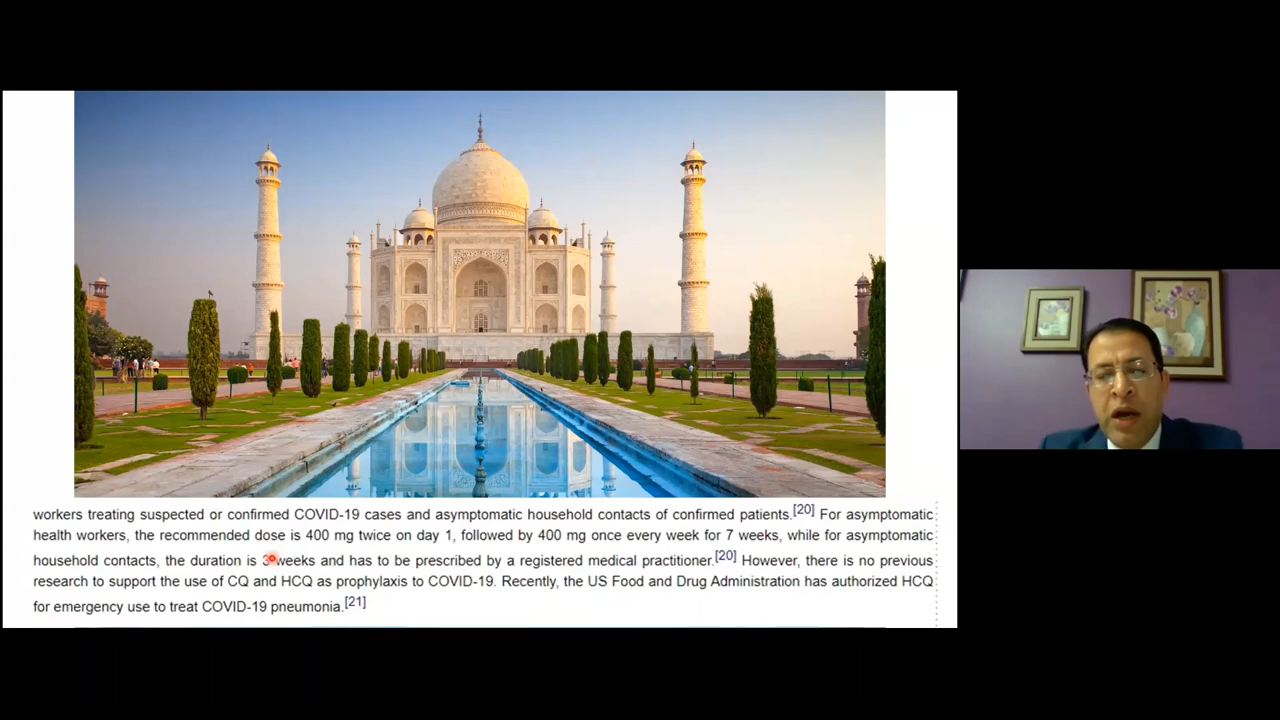 workers treating suspected or confirmed COVID-19 cases and asymptomatic household contacts of confirmed patients.[20] For asymptomatic
health workers, the recommended dose is 400 mg twice on day 1, followed by 400 mg once every week for 7 weeks, while for asymptomatic
household contacts, the duration is 3 weeks and has to be prescribed by a registered medical practitioner.[20] However, there is no previous
research to support the use of CQ and HCQ as prophylaxis to COVID-19. Recently, the US Food and Drug Administration has authorized HCQ
for emergency use to treat COVID-19 pneumonia.[21]